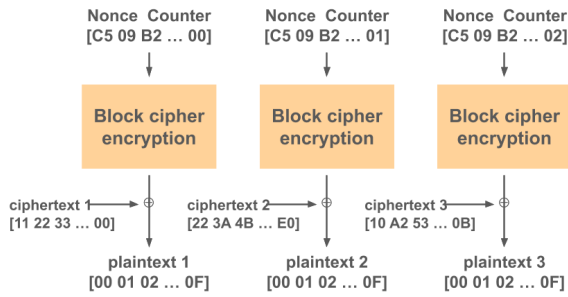 Nonce Counter
[C5 09 B2 ... 00]
Nonce Counter
[C5 09 B2 ... 01]
Nonce Counter
[C5 09 B2 ... 02]
Block cipher
encryption
Block cipher
encryption
Block cipher
encryption
ciphertext 1
[11 22 33 ... 00]
ciphertext 2
[22 3A 4B ... E0]
ciphertext 3
[10 A2 53 ... 0B]
plaintext 1
[00 01 02 ... 0F]
plaintext 2
[00 01 02 ... 0F]
plaintext 3
[00 01 02 ... 0F]